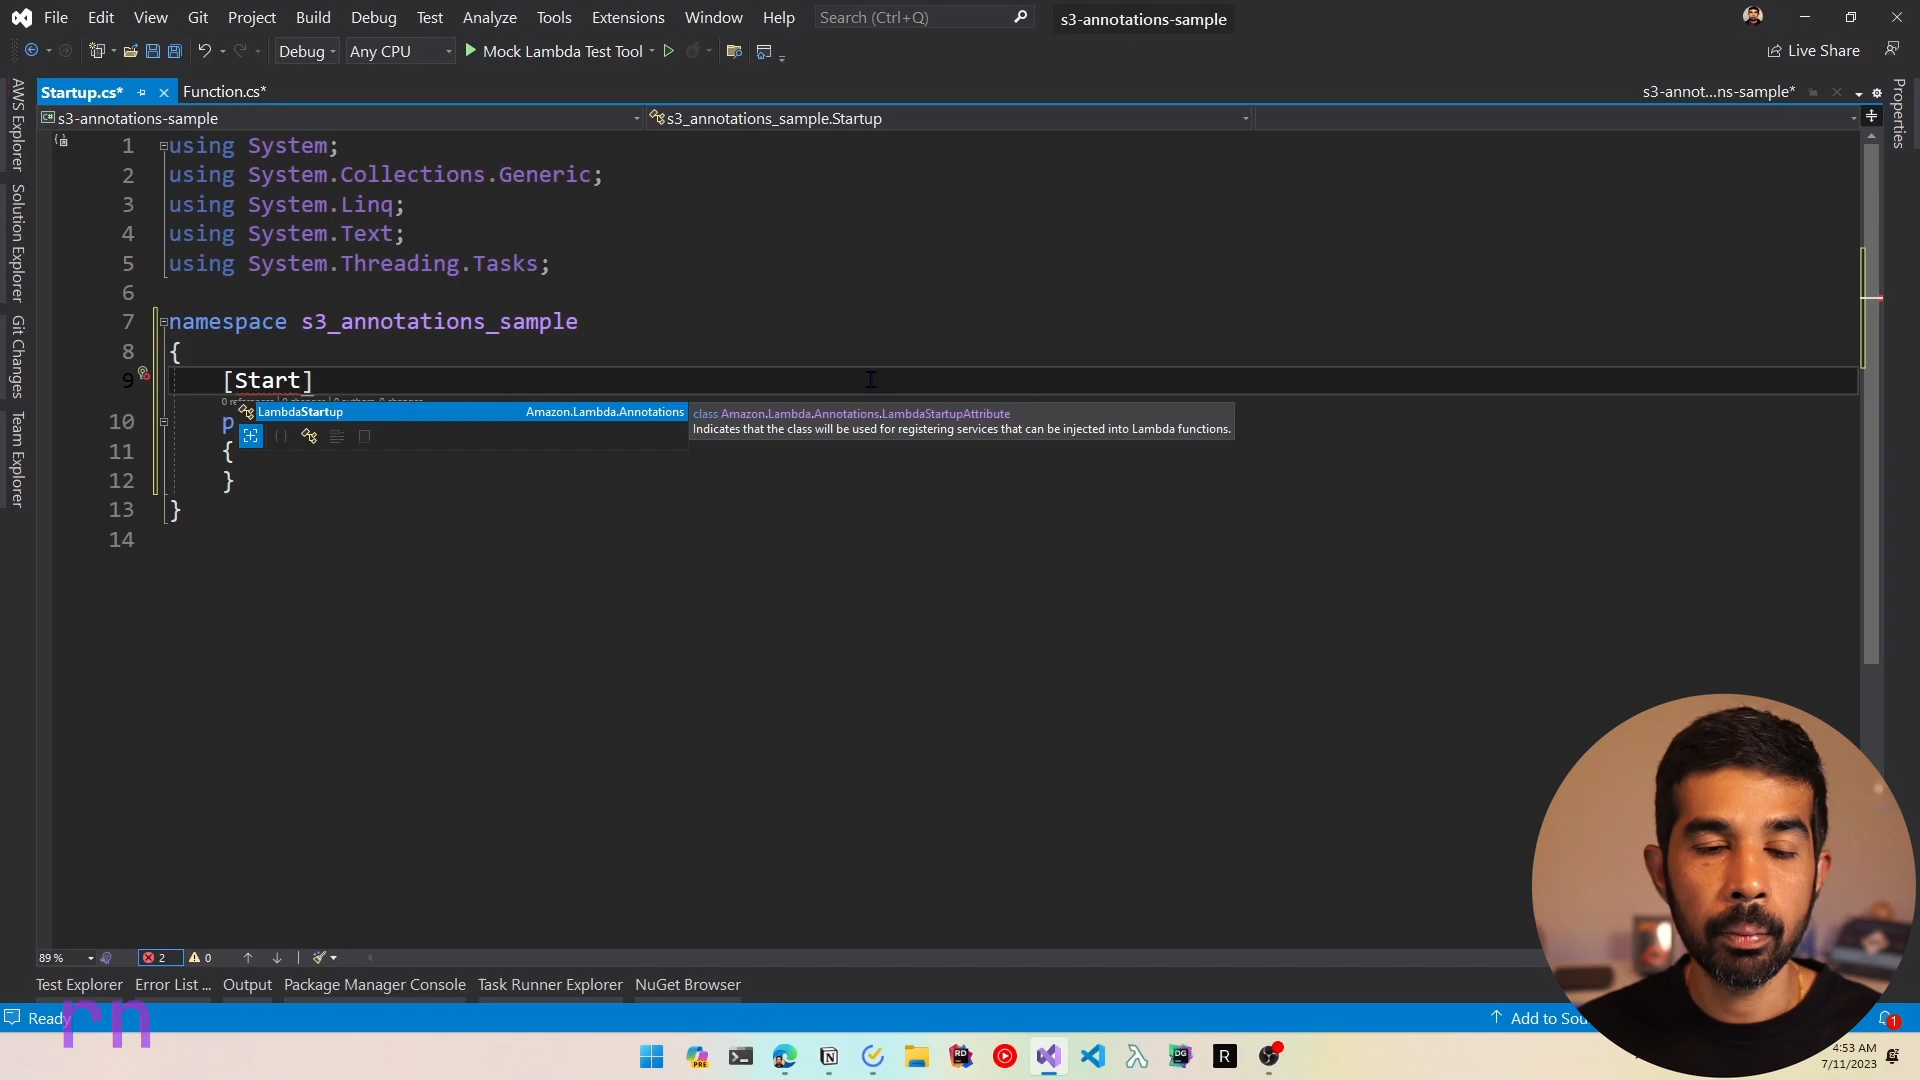 File Edit View Git Project Build Debug Test Analyze Tools Extensions Window Help Search (Ctrl+Q) s3-annotations-sample
Debug Any CPU Mock Lambda Test Tool Live Share
Startup.cs* Function.cs* s3-annot...ns-sample*
s3-annotations-sample s3_annotations_sample.Startup
AWS Explorer
Solution Explorer
Git Changes
Team Explorer
Properties
1 using System;
2 using System.Collections.Generic;
3 using System.Linq;
4 using System.Text;
5 using System.Threading.Tasks;
6
7 namespace s3_annotations_sample
8 {
9 [Start]
LambdaStartup Amazon.Lambda.Annotations
class Amazon.Lambda.Annotations.LambdaStartupAttribute
Indicates that the class will be used for registering services that can be injected into Lambda functions.
10 p
11 {
12 }
13 }
14
89 % 2 0
Test Explorer Error List ... Output Package Manager Console Task Runner Explorer NuGet Browser
Ready Add to Sou
rn
PRE RD DG R
4:53 AM
7/11/2023
1